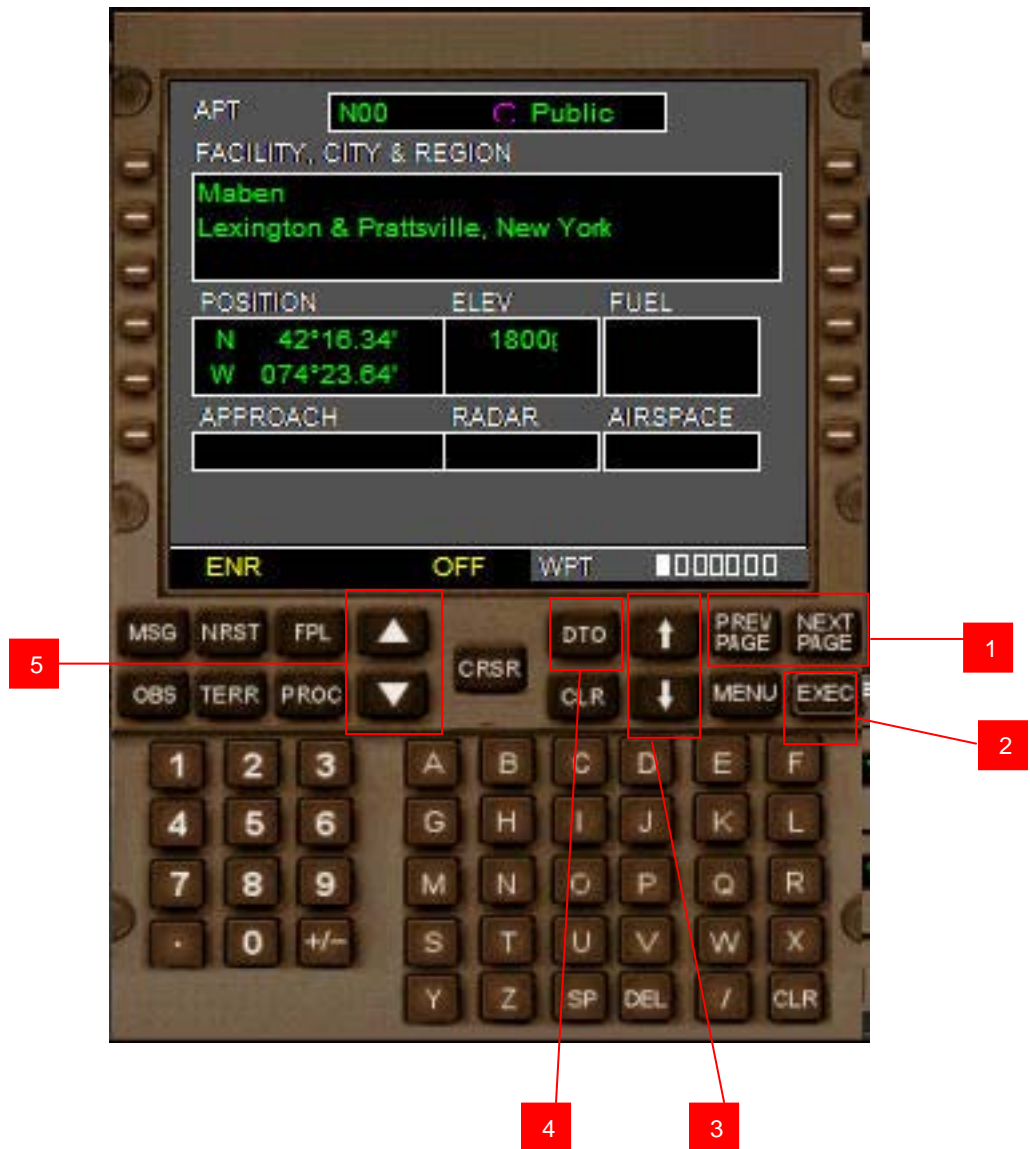 APT N00 Public
FACILITY, CITY & REGION
Maben
Lexington & Prattsville, New York
POSITION ELEV FUEL
N 42°16.34' 1800
W 074°23.64'
APPROACH RADAR AIRSPACE
ENR OFF WPT
MSG NRST FPL DTO PREV PAGE NEXT PAGE
1
5
CRSR
OBS TERR PROC CLR MENU EXEC
2
1 2 3 A B C D E F
4 5 6 G H I J K L
7 8 9 M N O P Q R
. 0 +/- S T U V W X
Y Z SP DEL / CLR
4 3